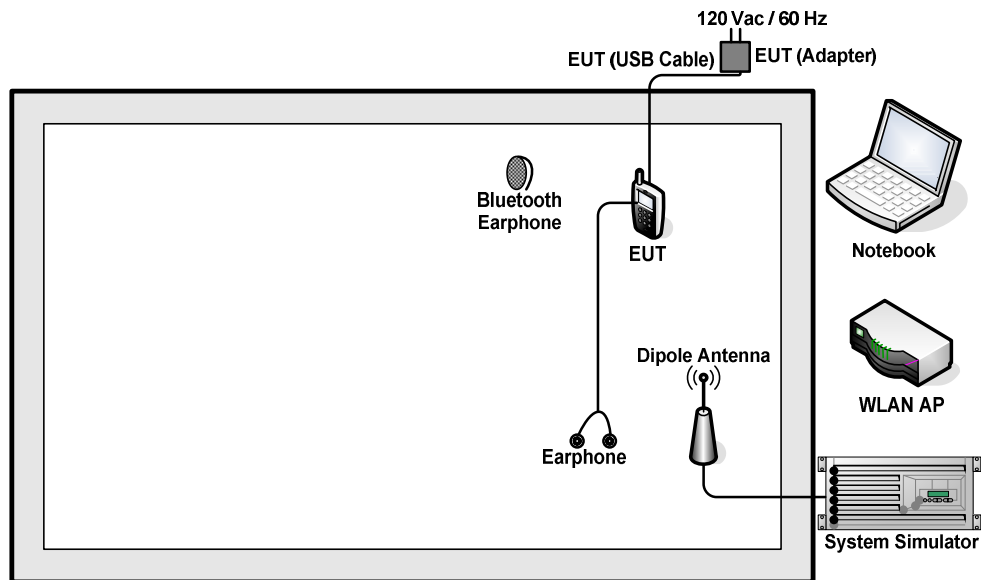 120 Vac / 60 Hz
EUT (USB Cable)
EUT (Adapter)
Bluetooth
Earphone
EUT
Notebook
Dipole Antenna
WLAN AP
Earphone
System Simulator